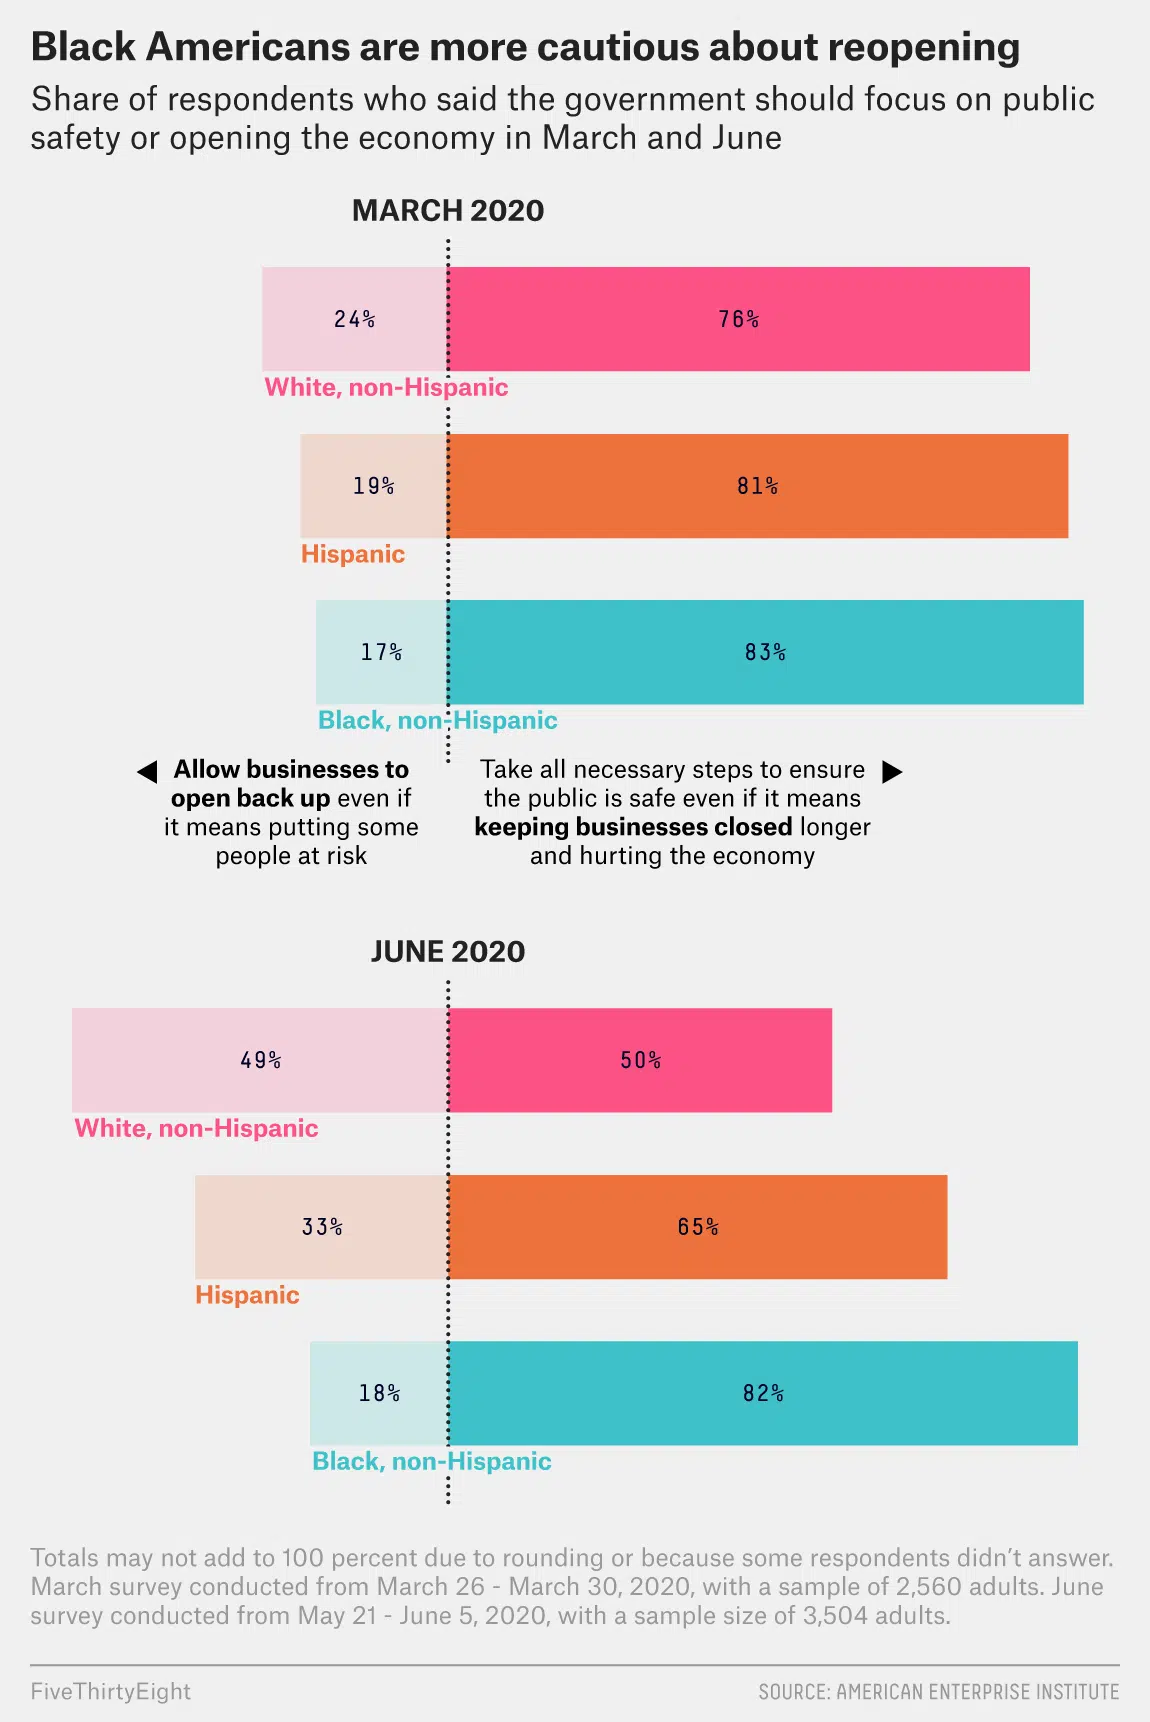 Black Americans are more cautious about reopening
Share of respondents who said the government should focus on public
safety or opening the economy in March and June
MARCH 2020
24%
76%
White, non-Hispanic
19%
81%
Hispanic
17%
83%
Black, non-Hispanic
◀ Allow businesses to
open back up even if
it means putting some
people at risk
Take all necessary steps to ensure ▶
the public is safe even if it means
keeping businesses closed longer
and hurting the economy
JUNE 2020
49%
50%
White, non-Hispanic
33%
65%
Hispanic
18%
82%
Black, non-Hispanic
Totals may not add to 100 percent due to rounding or because some respondents didn't answer.
March survey conducted from March 26 - March 30, 2020, with a sample of 2,560 adults. June
survey conducted from May 21 - June 5, 2020, with a sample size of 3,504 adults.
FiveThirtyEight
SOURCE: AMERICAN ENTERPRISE INSTITUTE